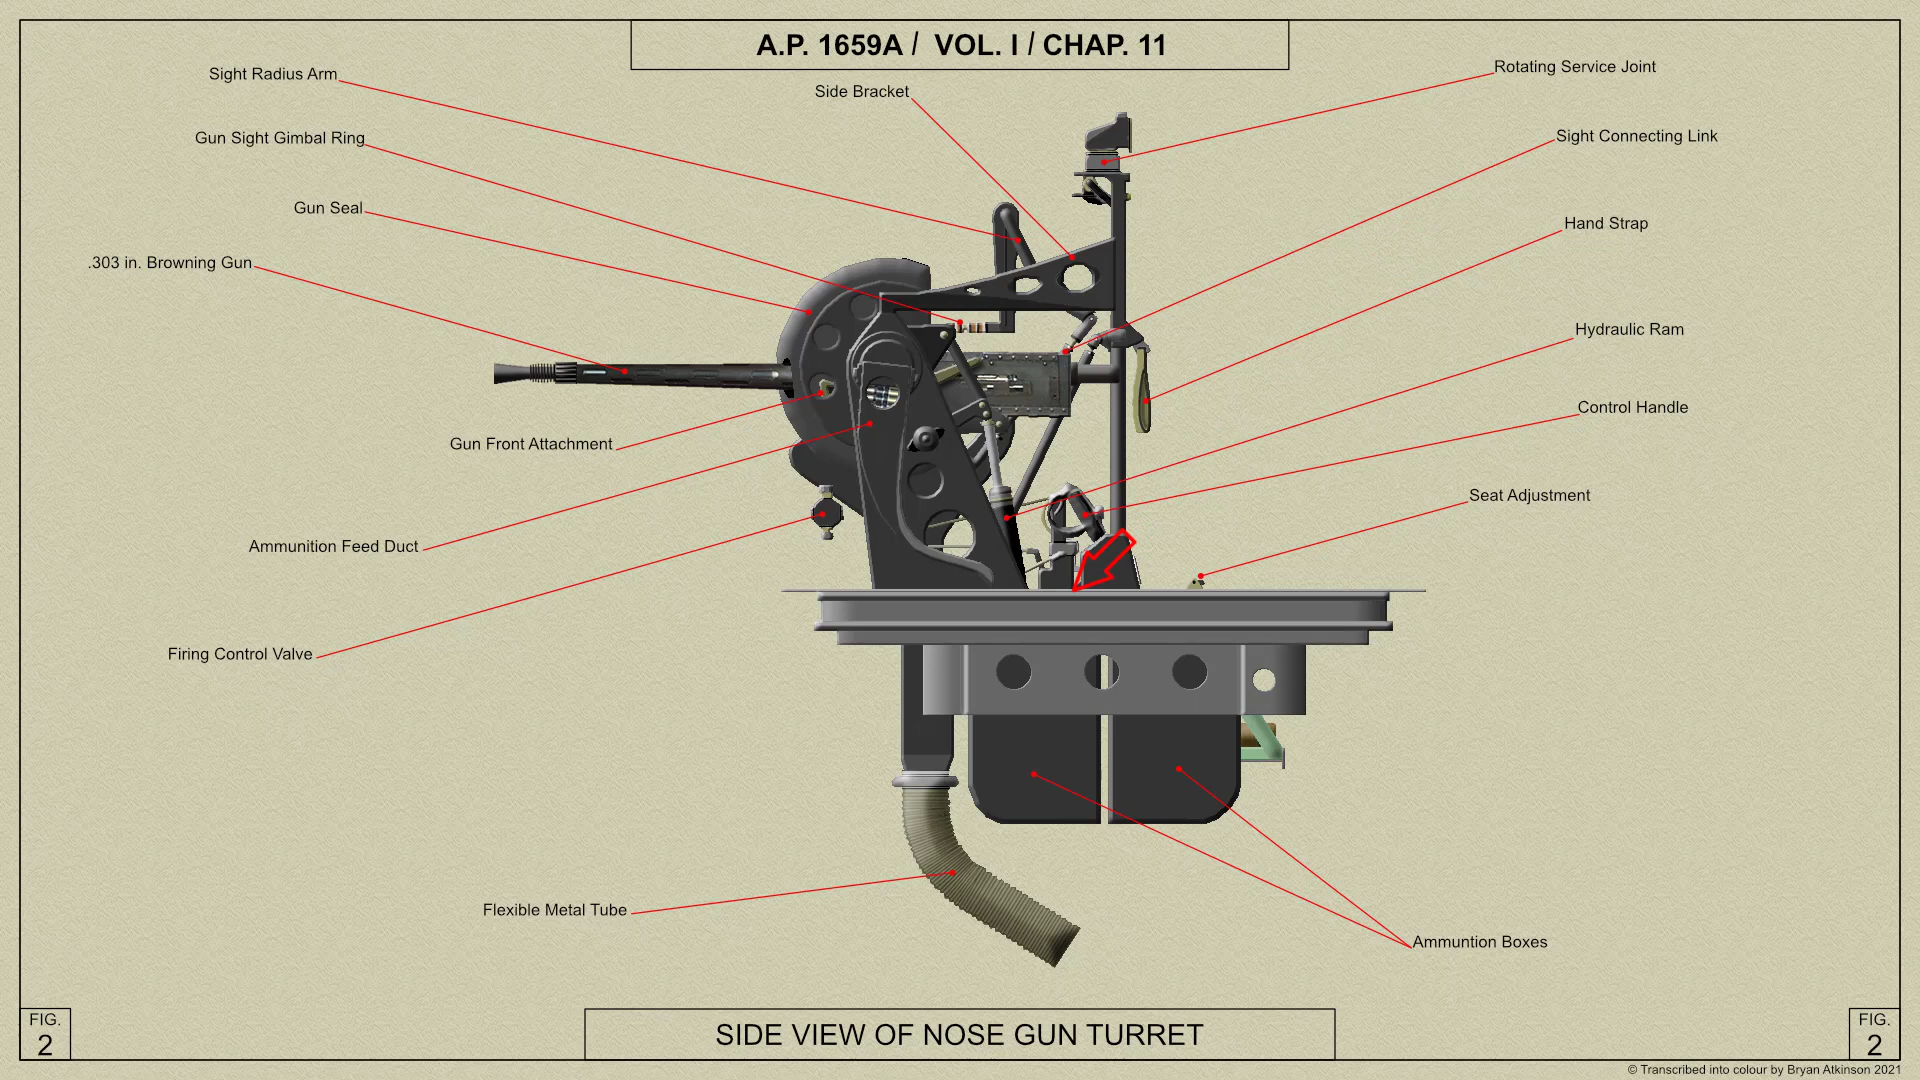 A.P. 1659A / VOL. I / CHAP. 11
Sight Radius Arm
Side Bracket
Rotating Service Joint
Gun Sight Gimbal Ring
Sight Connecting Link
Gun Seal
Hand Strap
.303 in. Browning Gun
Hydraulic Ram
Control Handle
Gun Front Attachment
Seat Adjustment
Ammunition Feed Duct
Firing Control Valve
Flexible Metal Tube
Ammuntion Boxes
FIG.
2
SIDE VIEW OF NOSE GUN TURRET
FIG.
2
© Transcribed into colour by Bryan Atkinson 2021